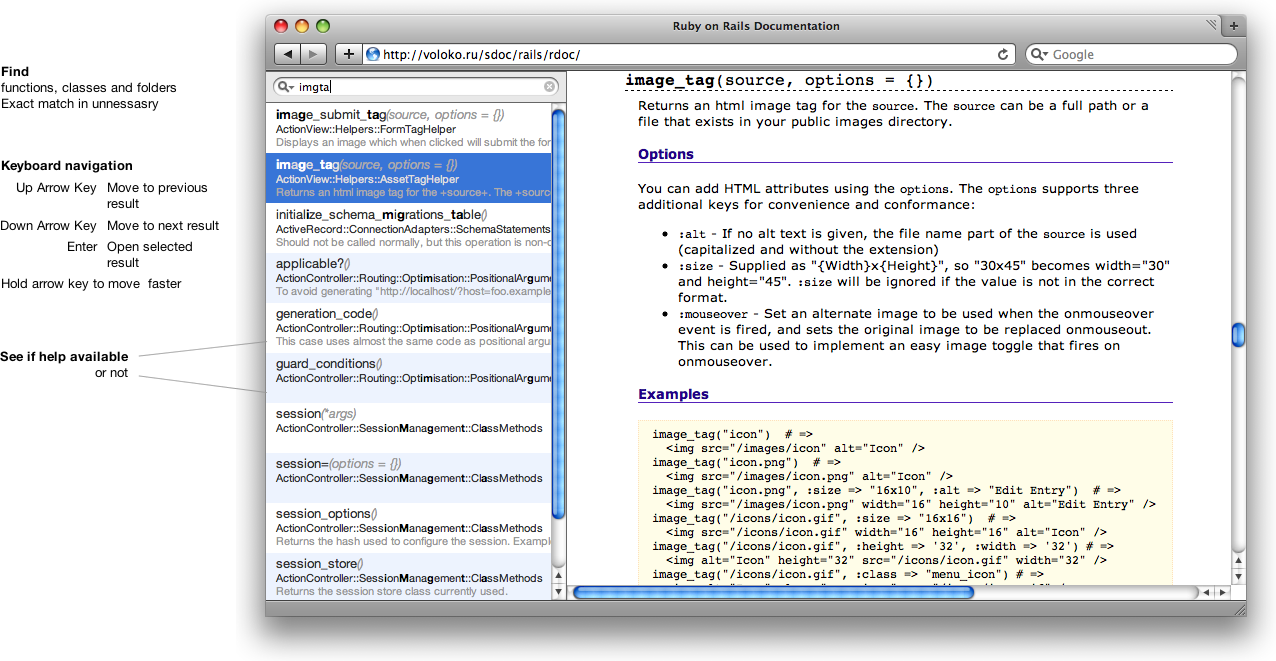 Ruby on Rails Documentation
http://voloko.ru/sdoc/rails/rdoc/
Google
Find
functions, classes and folders
Exact match in unnessasry
Keyboard navigation
Up Arrow Key Move to previous
result
Down Arrow Key Move to next result
Enter Open selected
result
Hold arrow key to move faster
See if help available
or not
imgta
image_submit_tag(source, options = {})
ActionView::Helpers::FormTagHelper
Displays an image which when clicked will submit the for
image_tag(source, options = {})
ActionView::Helpers::AssetTagHelper
Returns an html image tag for the +source+. The +sourc
initialize_schema_migrations_table()
ActiveRecord::ConnectionAdapters::SchemaStatements
Should not be called normally, but this operation is non-d
applicable?()
ActionController::Routing::Optimisation::PositionalArgume
To avoid generating "http://localhost/?host=foo.example
generation_code()
ActionController::Routing::Optimisation::PositionalArgume
This case uses almost the same code as positional argu
guard_conditions()
ActionController::Routing::Optimisation::PositionalArgume
session(*args)
ActionController::SessionManagement::ClassMethods
session=(options = {})
ActionController::SessionManagement::ClassMethods
session_options()
ActionController::SessionManagement::ClassMethods
Returns the hash used to configure the session. Exampl
session_store()
ActionController::SessionManagement::ClassMethods
Returns the session store class currently used.
image_tag(source, options = {})
Returns an html image tag for the source. The source can be a full path or a
file that exists in your public images directory.
Options
You can add HTML attributes using the options. The options supports three
additional keys for convenience and conformance:
• :alt - If no alt text is given, the file name part of the source is used
(capitalized and without the extension)
• :size - Supplied as "{Width}x{Height}", so "30x45" becomes width="30"
and height="45". :size will be ignored if the value is not in the correct
format.
• :mouseover - Set an alternate image to be used when the onmouseover
event is fired, and sets the original image to be replaced onmouseout.
This can be used to implement an easy image toggle that fires on
onmouseover.
Examples
image_tag("icon") # =>
<img src="/images/icon" alt="Icon" />
image_tag("icon.png") # =>
<img src="/images/icon.png" alt="Icon" />
image_tag("icon.png", :size => "16x10", :alt => "Edit Entry") # =>
<img src="/images/icon.png" width="16" height="10" alt="Edit Entry" />
image_tag("/icons/icon.gif", :size => "16x16") # =>
<img src="/icons/icon.gif" width="16" height="16" alt="Icon" />
image_tag("/icons/icon.gif", :height => '32', :width => '32') # =>
<img alt="Icon" height="32" src="/icons/icon.gif" width="32" />
image_tag("/icons/icon.gif", :class => "menu_icon") # =>